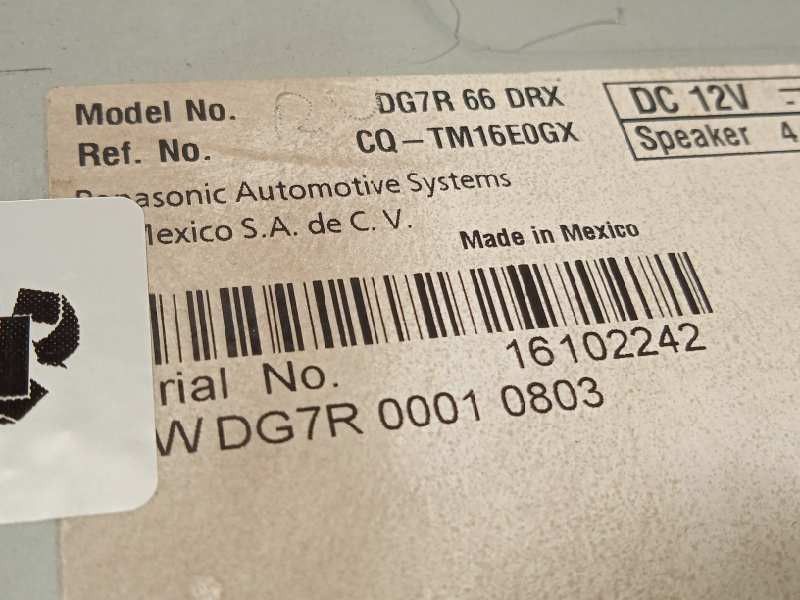 Model No. DG7R 66 DRX
Ref. No. CQ-TM16E0GX
DC 12V
Speaker 4
Panasonic Automotive Systems
Mexico S.A. de C. V.
Made in Mexico
rial No. 16102242
W DG7R 0001 0803